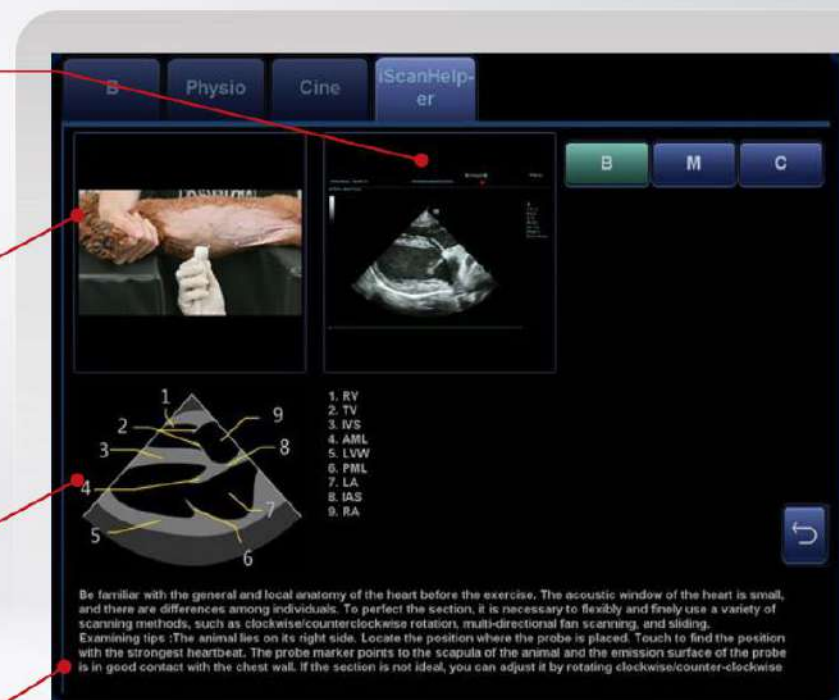 B
Physio
Cine
iScanHelp-
er
B
M
C
1
2
3
4
5
6
7
8
9
1. RV
2. TV
3. IVS
4. AML
5. LVW
6. PML
7. LA
8. IAS
9. RA
Be familiar with the general and local anatomy of the heart before the exercise. The acoustic window of the heart is small,
and there are differences among individuals. To perfect the section, it is necessary to flexibly and finely use a variety of
scanning methods, such as clockwise/counterclockwise rotation, multi-directional fan scanning, and sliding.
Examining tips :The animal lies on its right side. Locate the position where the probe is placed. Touch to find the position
with the strongest heartbeat. The probe marker points to the scapula of the animal and the emission surface of the probe
is in good contact with the chest wall. If the section is not ideal, you can adjust it by rotating clockwise/counter-clockwise